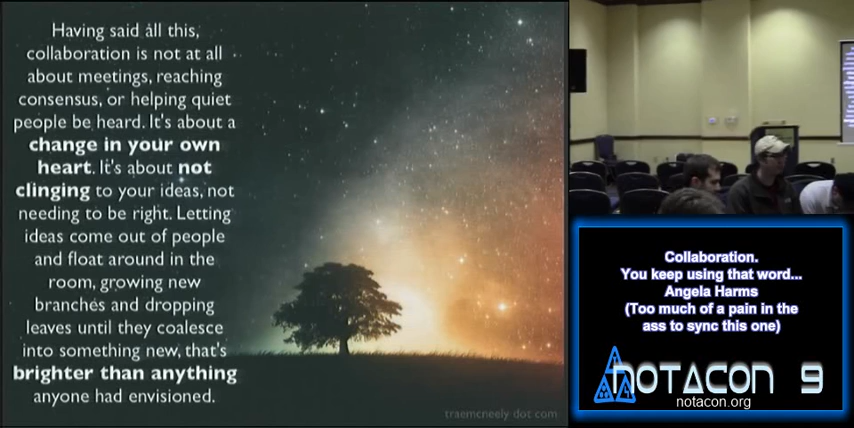 Having said all this,
collaboration is not at all
about meetings, reaching
consensus, or helping quiet
people be heard. It's about a
change in your own
heart. It's about not
clinging to your ideas, not
needing to be right. Letting
ideas come out of people
and float around in the
room, growing new
branches and dropping
leaves until they coalesce
into something new, that's
brighter than anything
anyone had envisioned.
traemcneely dot com
Collaboration.
You keep using that word...
Angela Harms
(Too much of a pain in the
ass to sync this one)
NOTACON 9
notacon.org